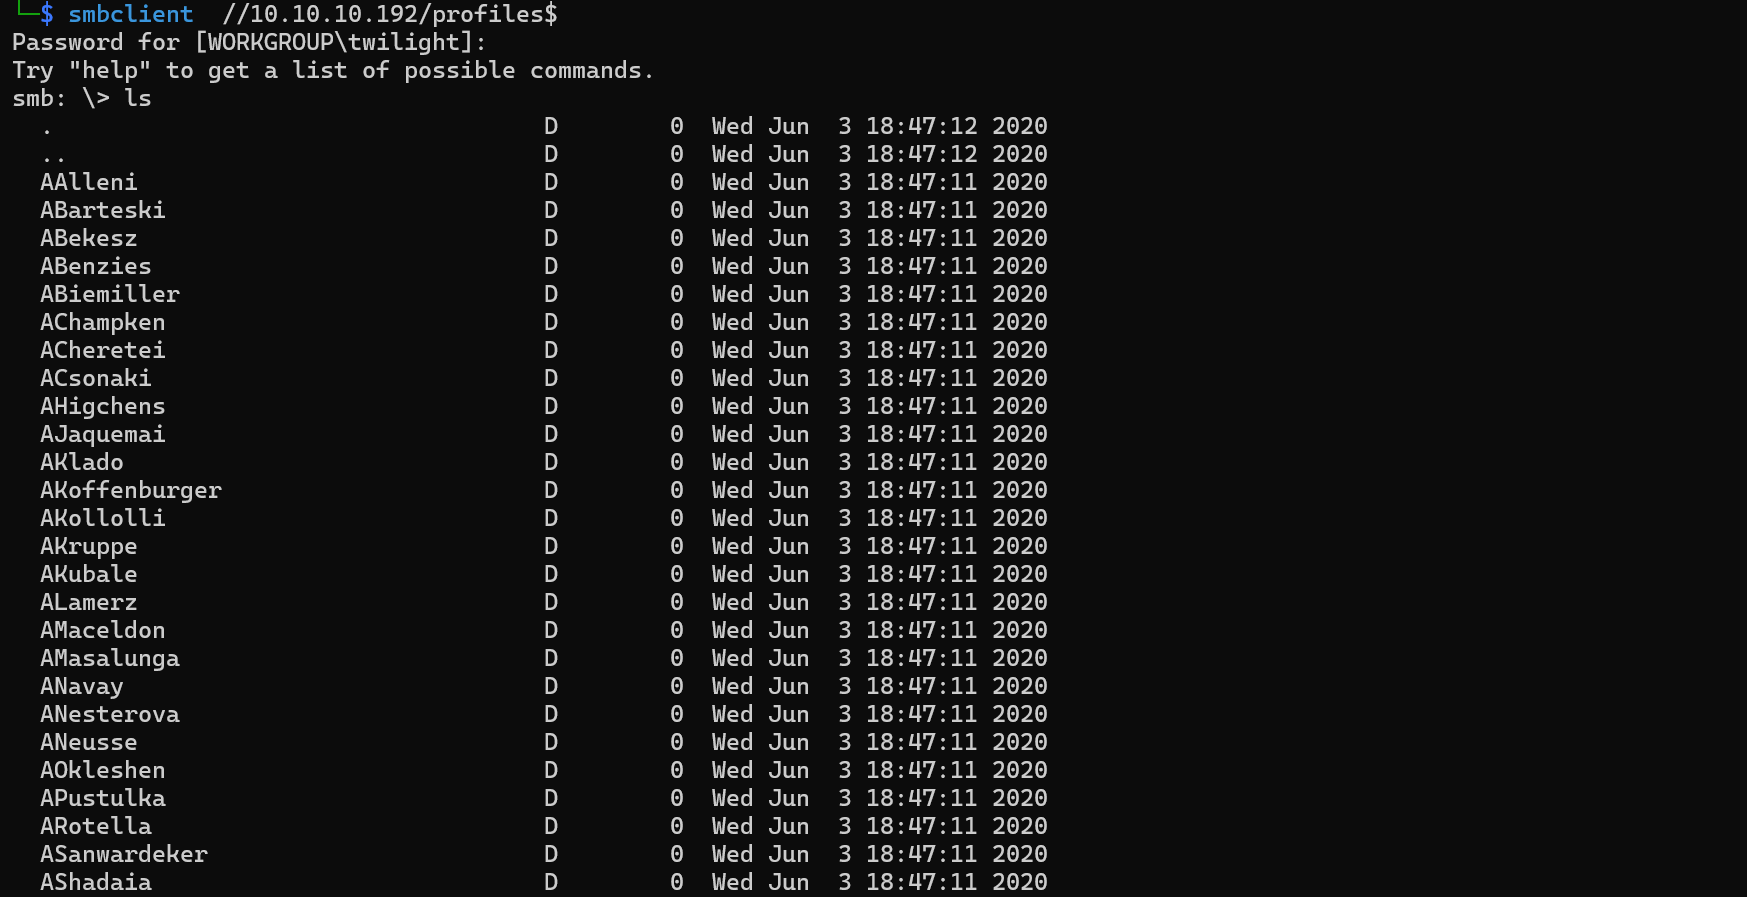 └─$ smbclient  //10.10.10.192/profiles$
Password for [WORKGROUP\twilight]:
Try "help" to get a list of possible commands.
smb: \> ls
  .                                   D        0  Wed Jun  3 18:47:12 2020
  ..                                  D        0  Wed Jun  3 18:47:12 2020
  AAlleni                             D        0  Wed Jun  3 18:47:11 2020
  ABarteski                           D        0  Wed Jun  3 18:47:11 2020
  ABekesz                             D        0  Wed Jun  3 18:47:11 2020
  ABenzies                            D        0  Wed Jun  3 18:47:11 2020
  ABiemiller                          D        0  Wed Jun  3 18:47:11 2020
  AChampken                           D        0  Wed Jun  3 18:47:11 2020
  ACheretei                           D        0  Wed Jun  3 18:47:11 2020
  ACsonaki                            D        0  Wed Jun  3 18:47:11 2020
  AHigchens                           D        0  Wed Jun  3 18:47:11 2020
  AJaquemai                           D        0  Wed Jun  3 18:47:11 2020
  AKlado                              D        0  Wed Jun  3 18:47:11 2020
  AKoffenburger                       D        0  Wed Jun  3 18:47:11 2020
  AKollolli                           D        0  Wed Jun  3 18:47:11 2020
  AKruppe                             D        0  Wed Jun  3 18:47:11 2020
  AKubale                             D        0  Wed Jun  3 18:47:11 2020
  ALamerz                             D        0  Wed Jun  3 18:47:11 2020
  AMaceldon                           D        0  Wed Jun  3 18:47:11 2020
  AMasalunga                          D        0  Wed Jun  3 18:47:11 2020
  ANavay                              D        0  Wed Jun  3 18:47:11 2020
  ANesterova                          D        0  Wed Jun  3 18:47:11 2020
  ANeusse                             D        0  Wed Jun  3 18:47:11 2020
  AOkleshen                           D        0  Wed Jun  3 18:47:11 2020
  APustulka                           D        0  Wed Jun  3 18:47:11 2020
  ARotella                            D        0  Wed Jun  3 18:47:11 2020
  ASanwardeker                        D        0  Wed Jun  3 18:47:11 2020
  AShadaia                            D        0  Wed Jun  3 18:47:11 2020